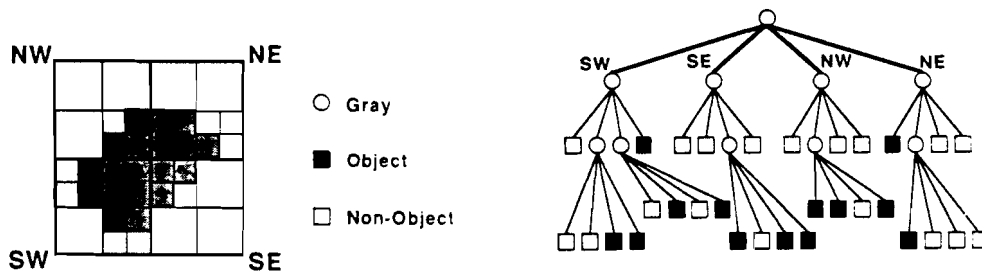 NW NE
SW SE
Gray
Object
Non-Object
SW SE NW NE